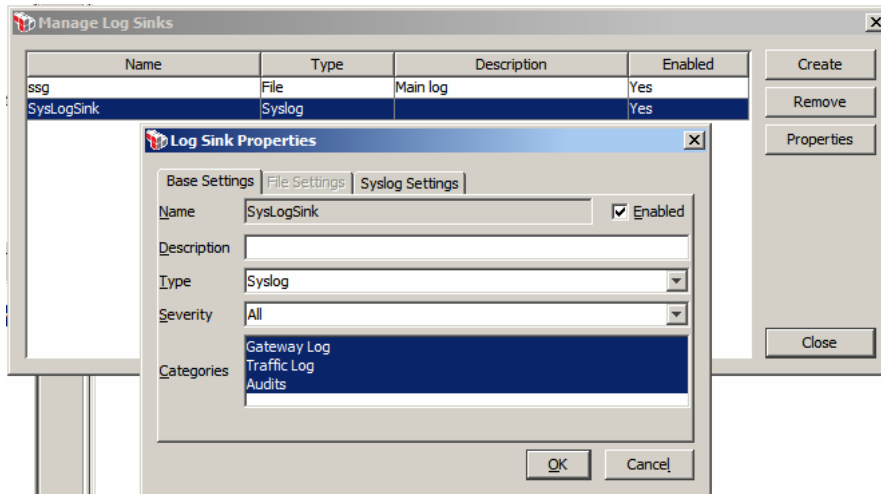 Manage Log Sinks
Name Type Description Enabled
ssg File Main log Yes
SysLogSink Syslog Yes
Create
Remove
Properties
Log Sink Properties
Base Settings File Settings Syslog Settings
Name SysLogSink Enabled
Description
Type Syslog
Severity All
Categories Gateway Log
Traffic Log
Audits
OK Cancel
Close